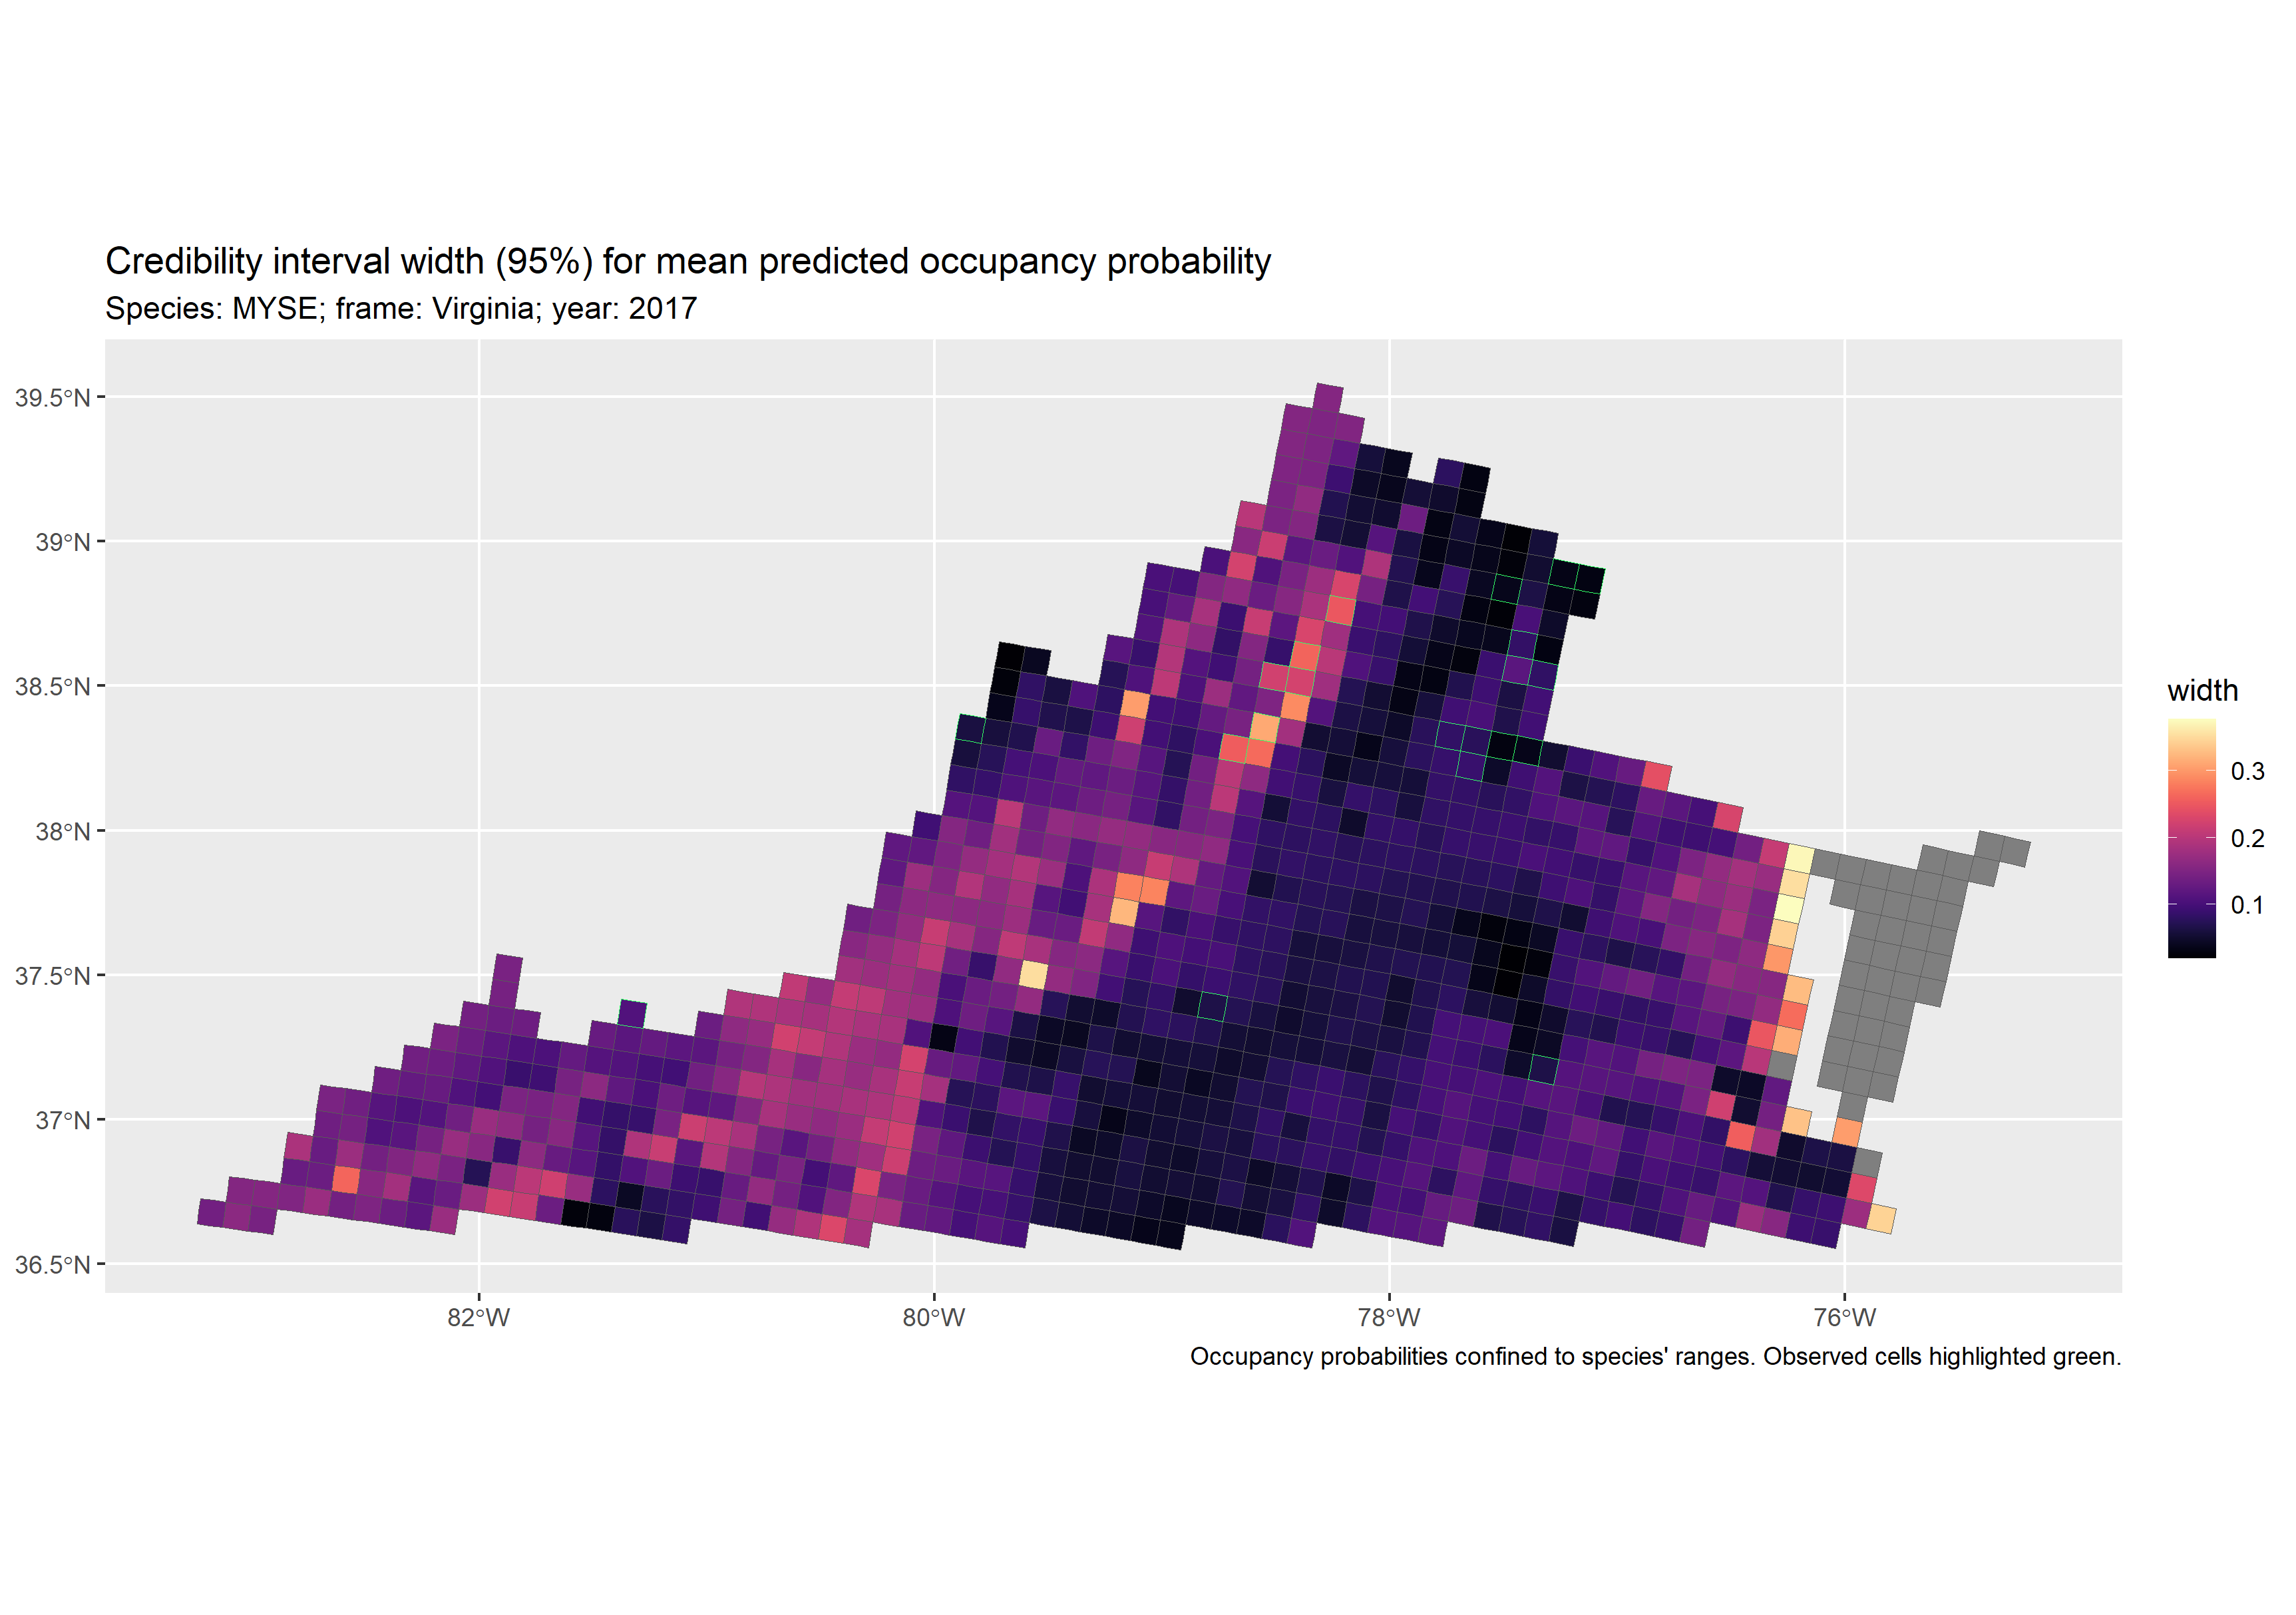 Credibility interval width (95%) for mean predicted occupancy probability
Species: MYSE; frame: Virginia; year: 2017
39.5°N
39°N
38.5°N
38°N
37.5°N
37°N
36.5°N
82°W
80°W
78°W
76°W
width
0.3
0.2
0.1
Occupancy probabilities confined to species' ranges. Observed cells highlighted green.